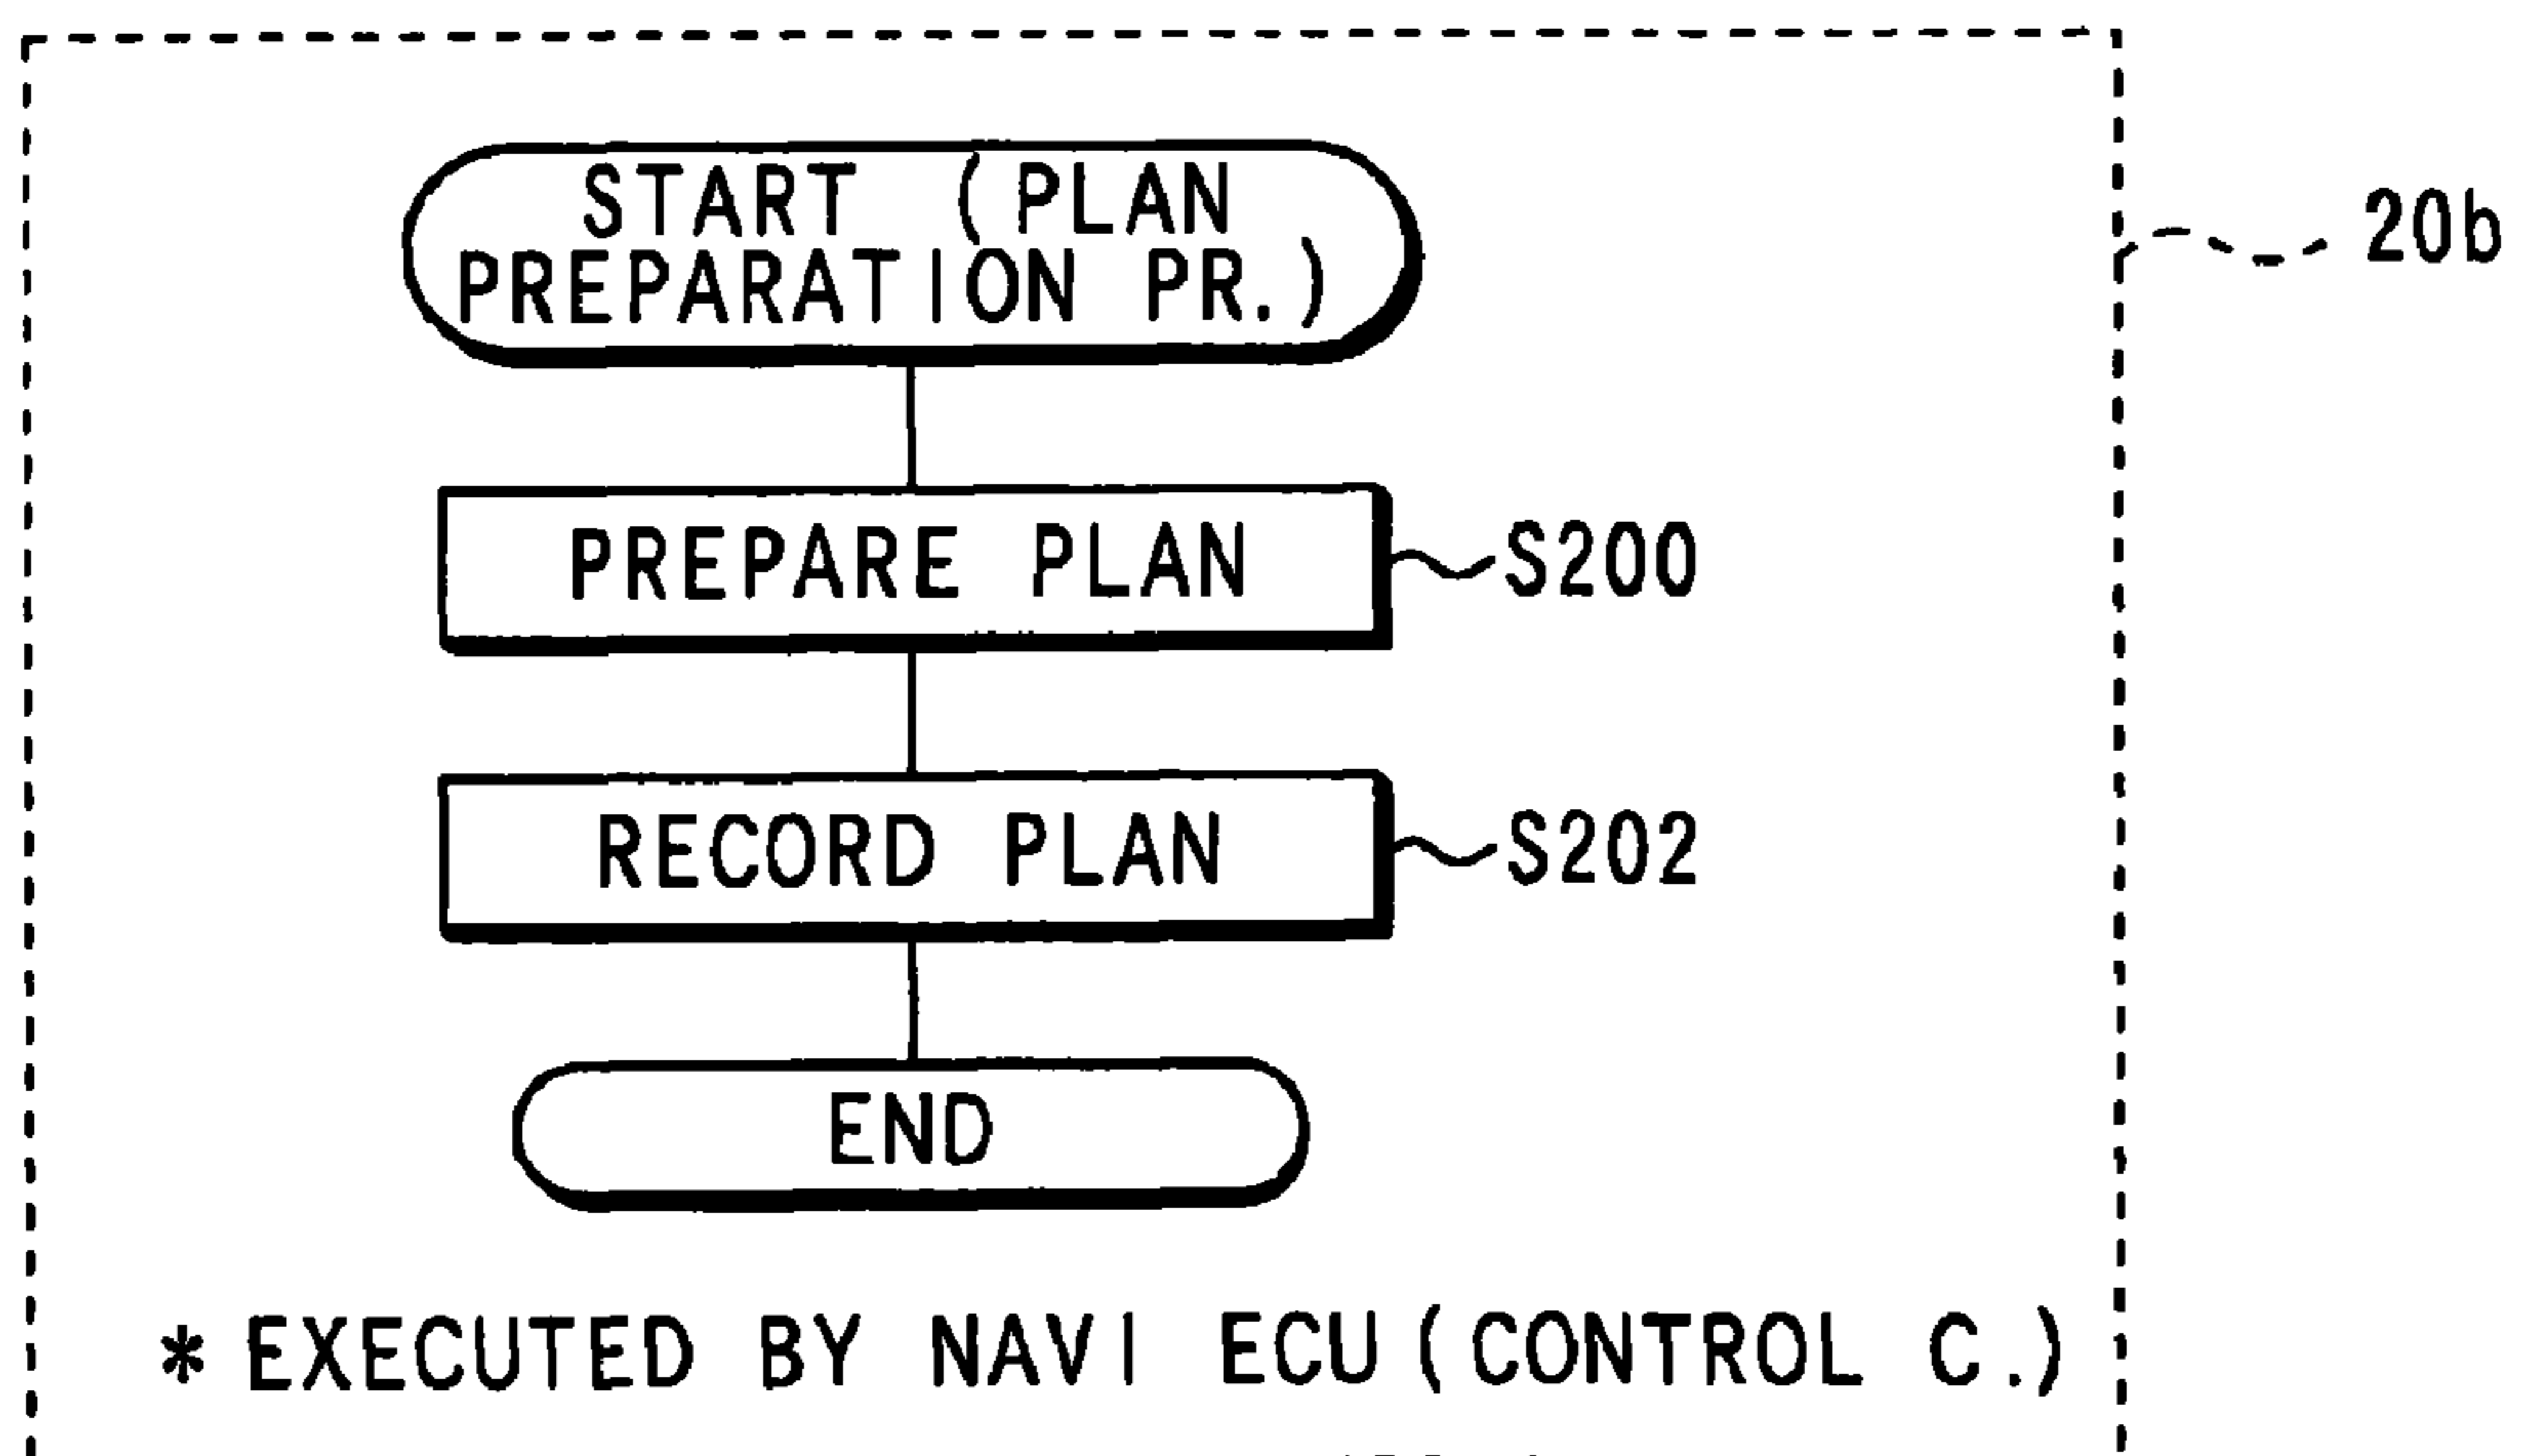 START (PLAN
PREPARATION PR.)
20b
PREPARE PLAN
S200
RECORD PLAN
S202
END
* EXECUTED BY NAVI ECU (CONTROL C.)